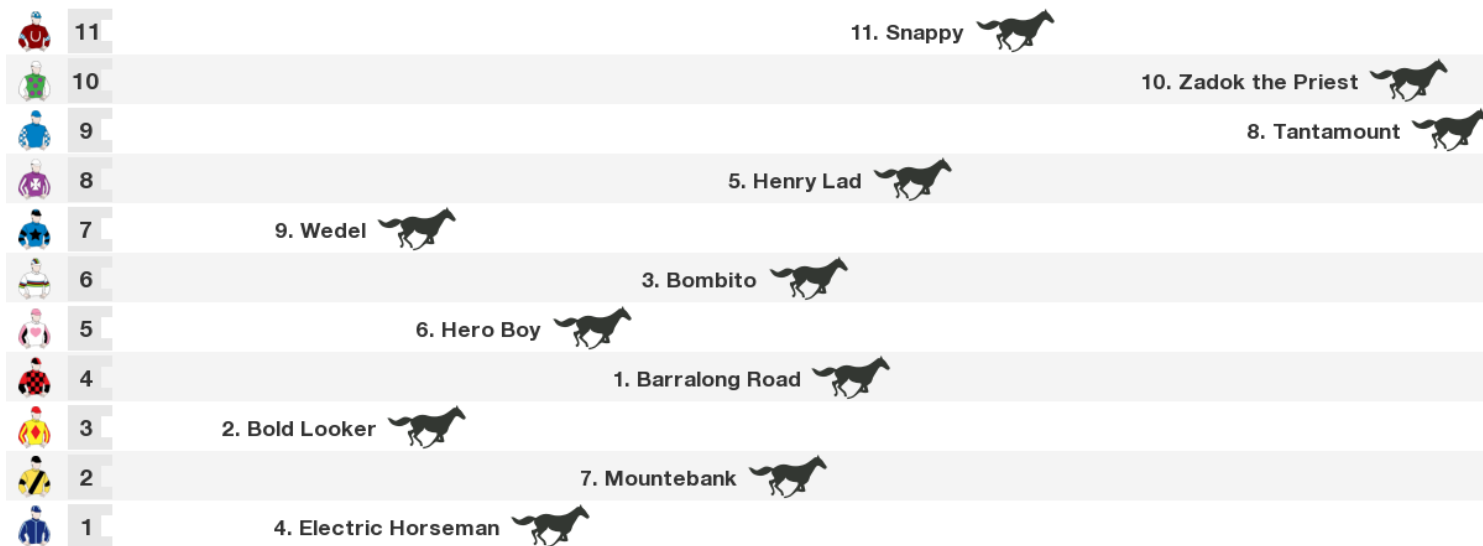 11 11. Snappy
10 10. Zadok the Priest
9 8. Tantamount
8 5. Henry Lad
7 9. Wedel
6 3. Bombito
5 6. Hero Boy
4 1. Barralong Road
3 2. Bold Looker
2 7. Mountebank
1 4. Electric Horseman